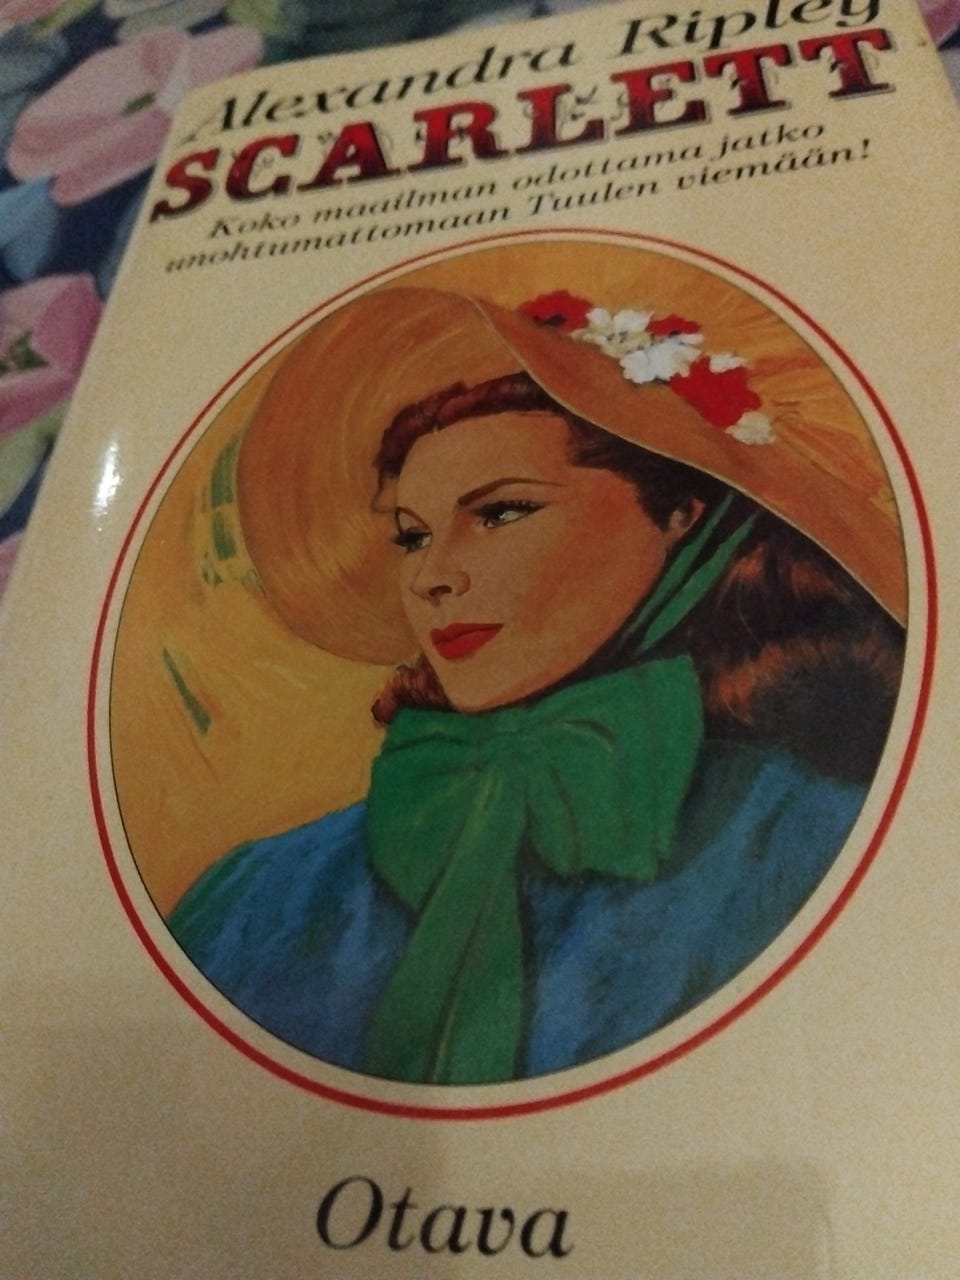 Alexandra Ripley
SCARLETT
Koko maailman odottama jatko
unohtumattomaan Tuulen viemään!
Otava